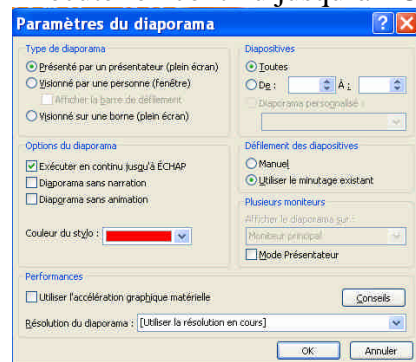 Paramètres du diaporama
Type de diaporama
Présenté par un présentateur (plein écran)
Visionné par une personne (fenêtre)
Afficher la barre de défilement
Visionné sur une borne (plein écran)
Diapositives
Toutes
De : À :
Diaporama personnalisé :
Options du diaporama
Exécuter en continu jusqu'à ÉCHAP
Diaporama sans narration
Diaporama sans animation
Couleur du stylo :
Défilement des diapositives
Manuel
Utiliser le minutage existant
Plusieurs moniteurs
Afficher le diaporama sur :
Moniteur principal
Mode Présentateur
Performances
Utiliser l'accélération graphique matérielle
Conseils
Résolution du diaporama : [Utiliser la résolution en cours]
OK Annuler